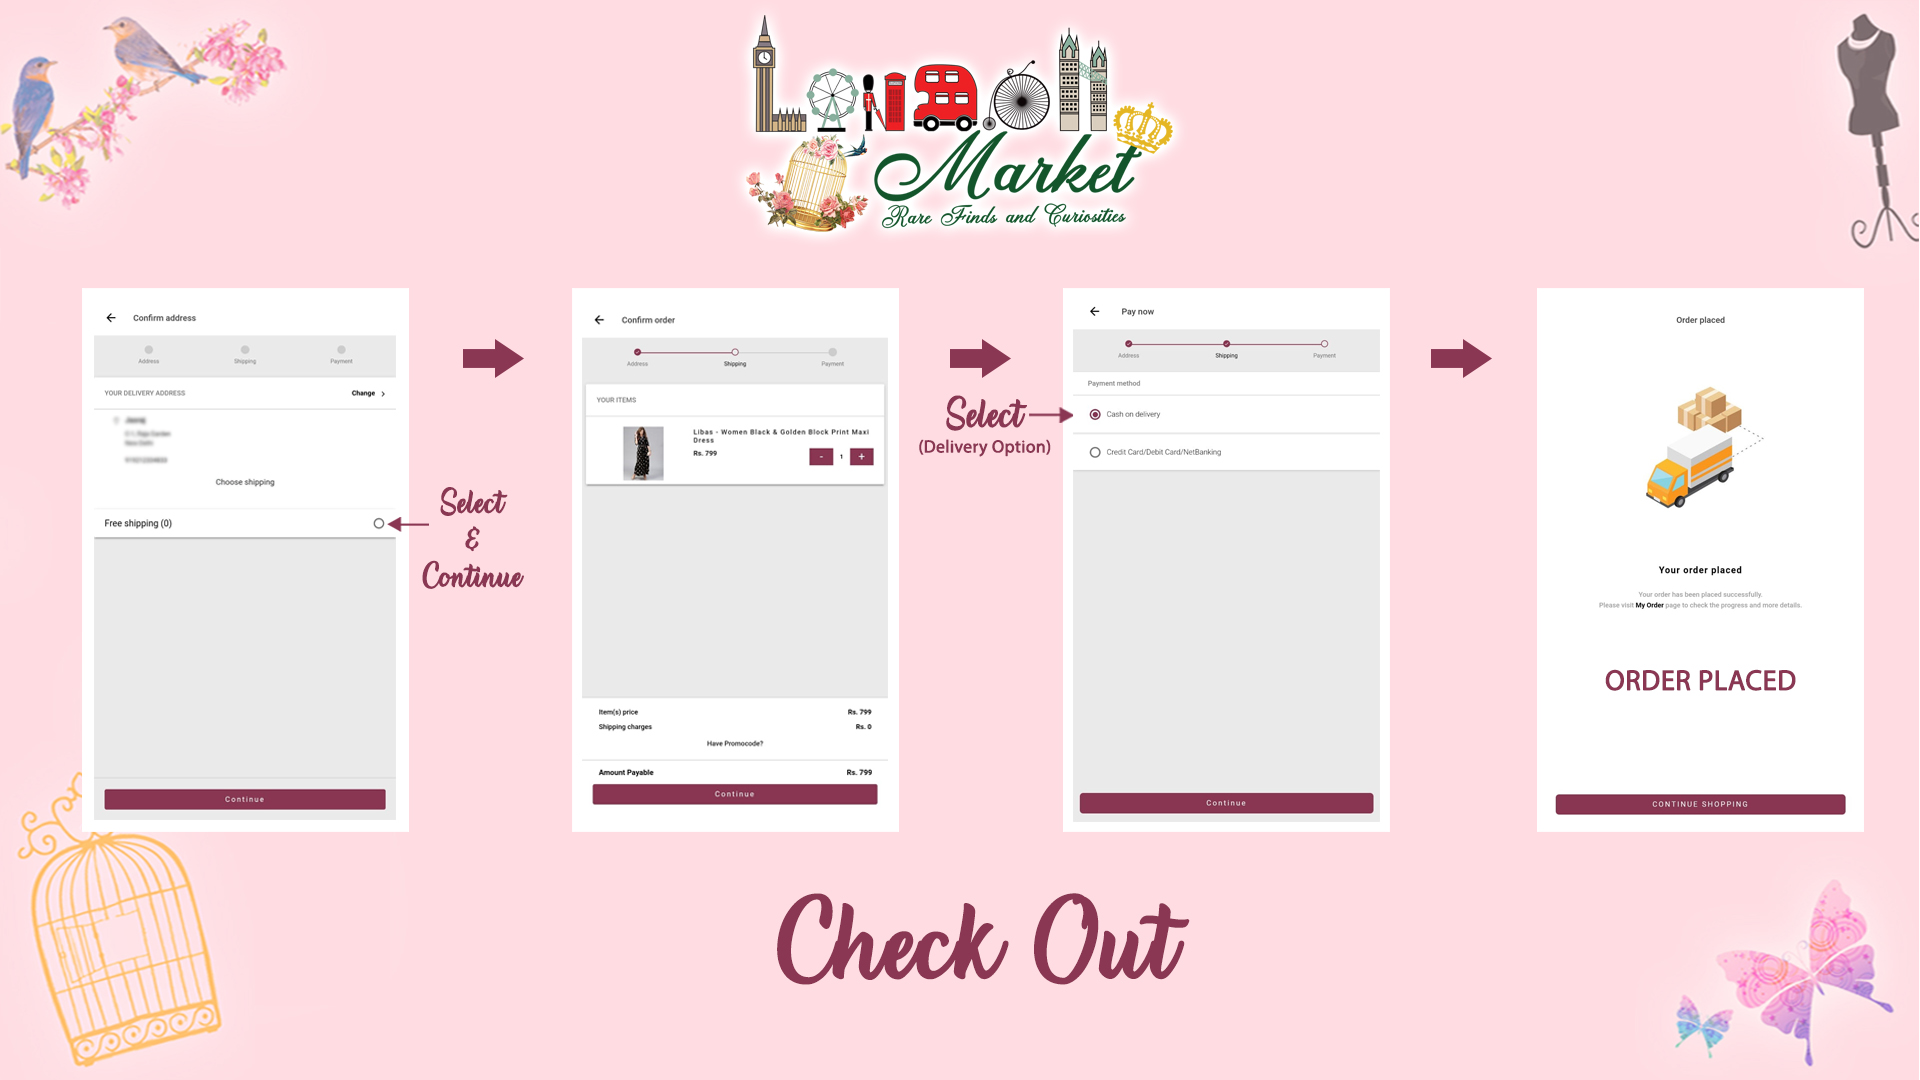 LONDON
Market
Rare Finds and Curiosities
Confirm address
Address
Shipping
Payment
YOUR DELIVERY ADDRESS
Change
Choose shipping
Free shipping (0)
Continue
Select
&
Continue
Confirm order
Address
Shipping
Payment
YOUR ITEMS
Libas - Women Black & Golden Block Print Maxi
Dress
Rs. 799
- 1 +
Item(s) price Rs. 799
Shipping charges Rs. 0
Have Promocode?
Amount Payable Rs. 799
Continue
Select
(Delivery Option)
Pay now
Address
Shipping
Payment
Payment method
Cash on delivery
Credit Card/Debit Card/NetBanking
Continue
Order placed
Your order placed
Your order has been placed successfully.
Please visit My Order page to check the progress and more details.
ORDER PLACED
CONTINUE SHOPPING
Check Out